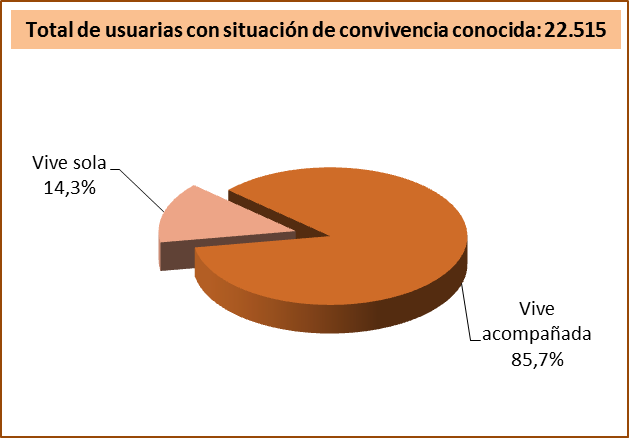 Total de usuarias con situación de convivencia conocida: 22.515
Vive sola
14,3%
Vive
acompañada
85,7%